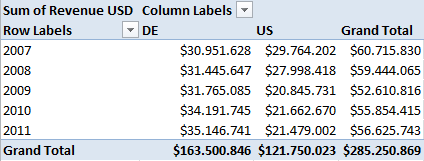 Sum of Revenue USD Column Labels
Row Labels DE US Grand Total
2007 $30.951.628 $29.764.202 $60.715.830
2008 $31.445.647 $27.998.418 $59.444.065
2009 $31.765.085 $20.845.731 $52.610.816
2010 $34.191.745 $21.662.670 $55.854.415
2011 $35.146.741 $21.479.002 $56.625.743
Grand Total $163.500.846 $121.750.023 $285.250.869